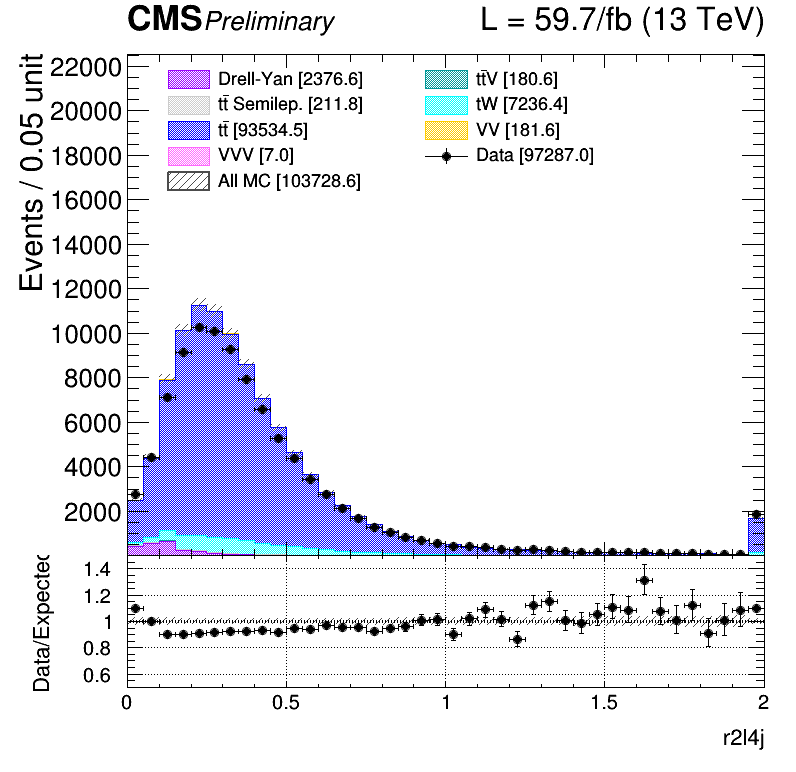 CMS Preliminary L = 59.7/fb (13 TeV)
Events / 0.05 unit
22000
20000
18000
16000
14000
12000
10000
8000
6000
4000
2000
Drell-Yan [2376.6]
tt̄ Semilep. [211.8]
tt̄ [93534.5]
VVV [7.0]
All MC [103728.6]
tt̄V [180.6]
tW [7236.4]
VV [181.6]
Data [97287.0]
Data/Expected
1.4
1.2
1
0.8
0.6
0 0.5 1 1.5 2
r2l4j